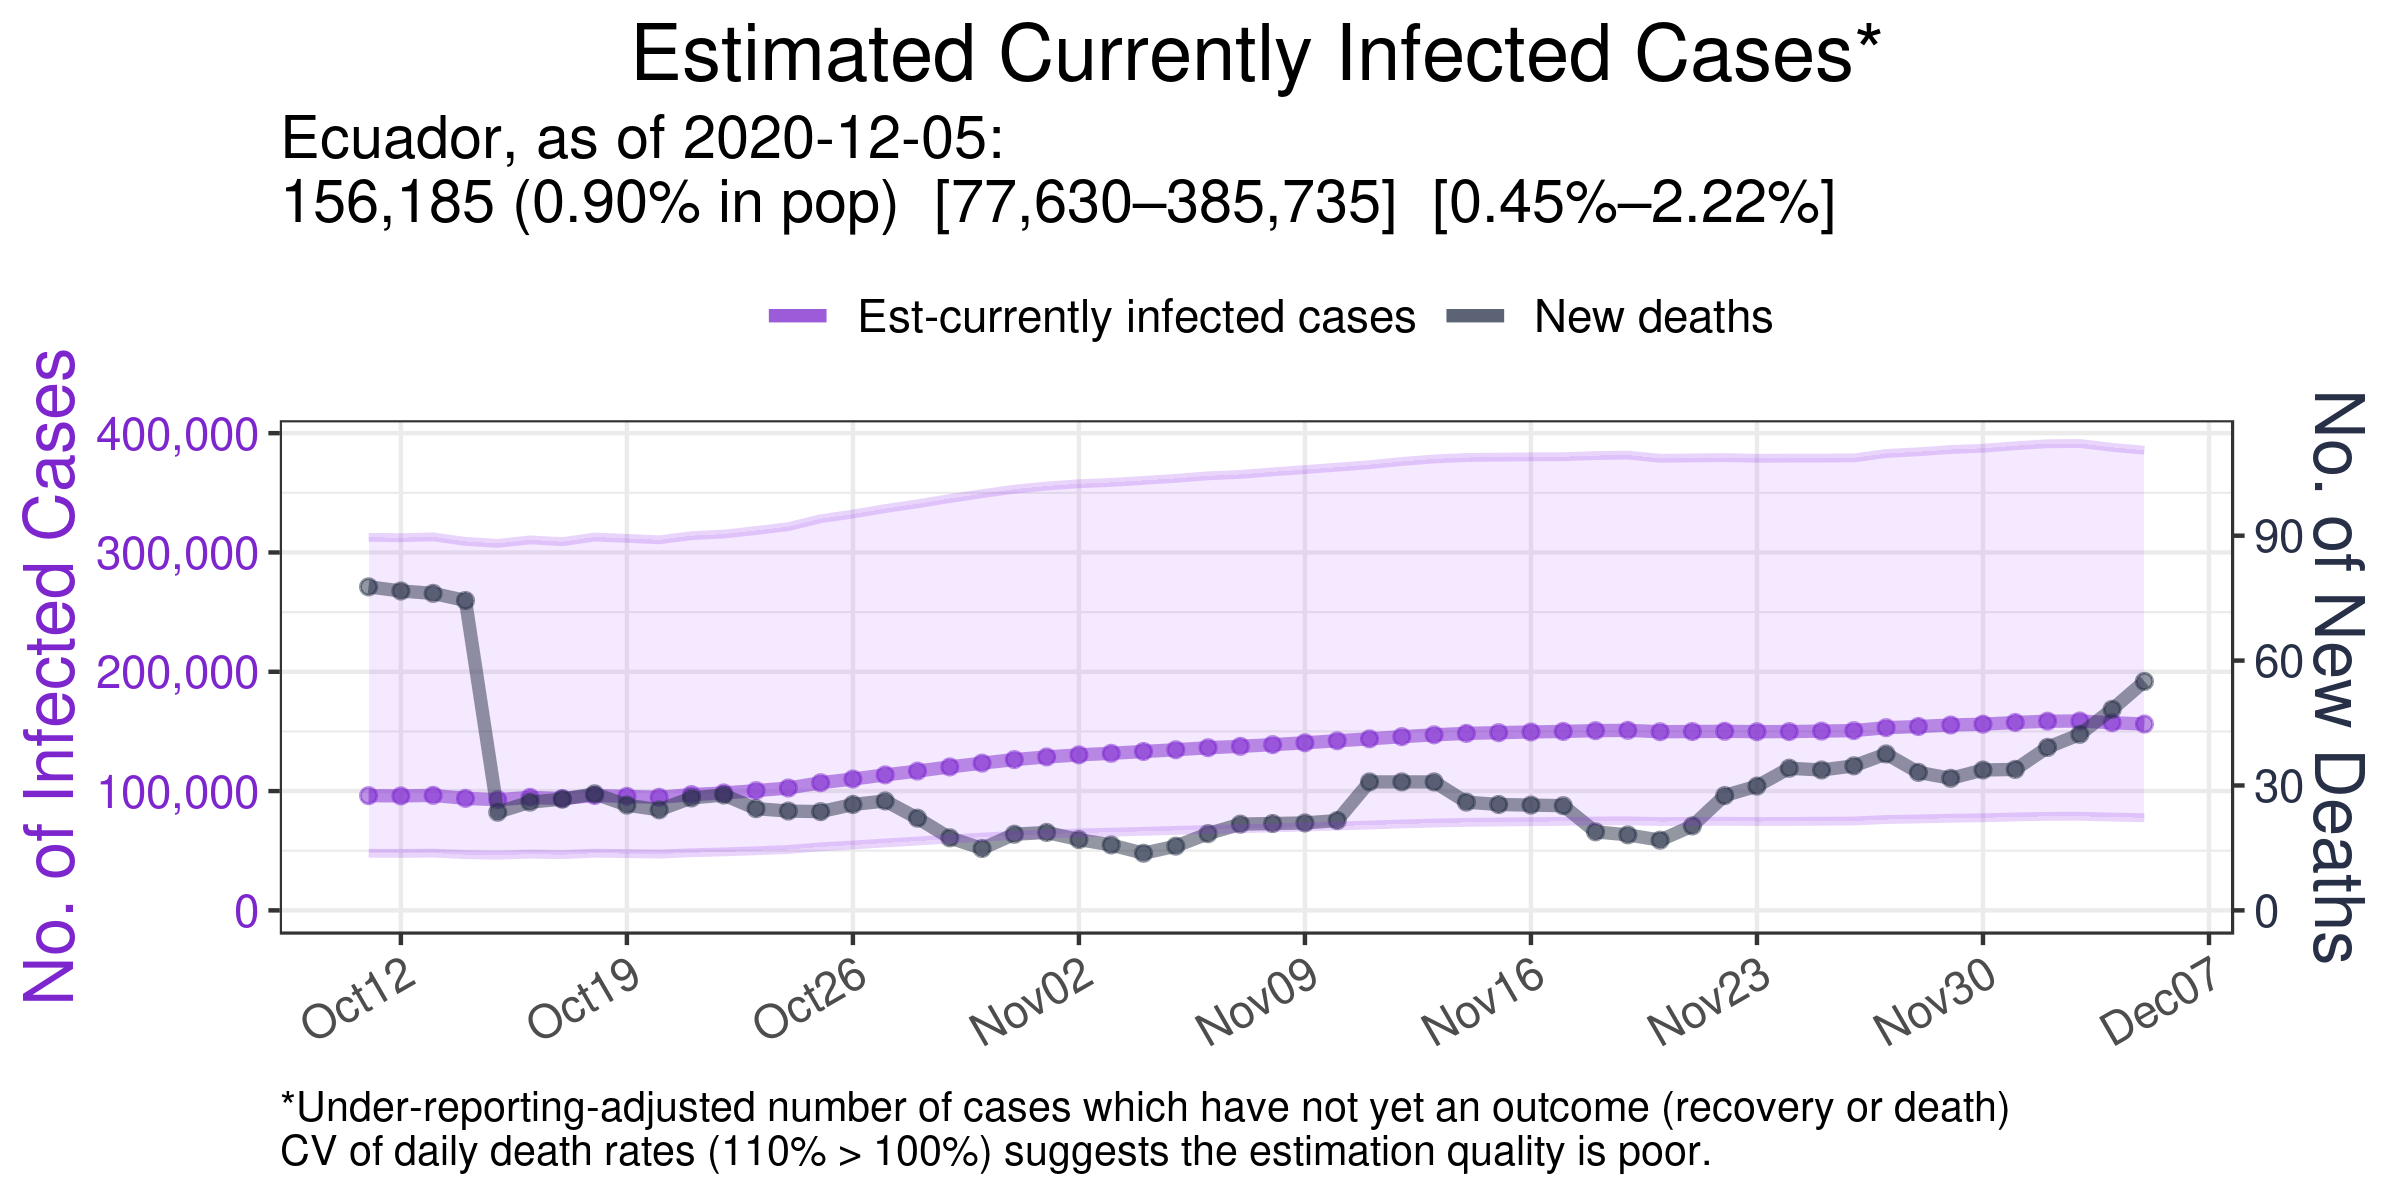 Estimated Currently Infected Cases*
Ecuador, as of 2020-12-05:
156,185 (0.90% in pop)  [77,630–385,735]  [0.45%–2.22%]
Est-currently infected cases
New deaths
No. of Infected Cases
400,000
300,000
200,000
100,000
0
90
60
30
0
No. of New Deaths
Oct12
Oct19
Oct26
Nov02
Nov09
Nov16
Nov23
Nov30
Dec07
*Under-reporting-adjusted number of cases which have not yet an outcome (recovery or death)
CV of daily death rates (110% > 100%) suggests the estimation quality is poor.